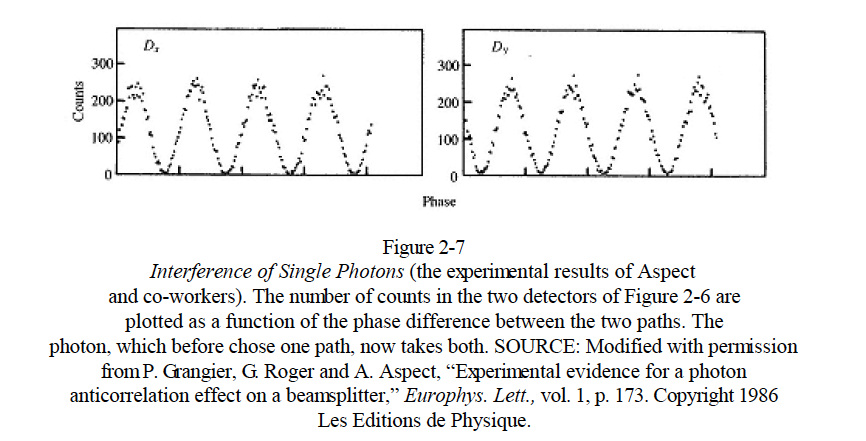 Dx Dy
300 300
Counts
200 200
100 100
0 0
Phase
Figure 2-7
Interference of Single Photons (the experimental results of Aspect
and co-workers). The number of counts in the two detectors of Figure 2-6 are
plotted as a function of the phase difference between the two paths. The
photon, which before chose one path, now takes both. SOURCE: Modified with permission
from P. Grangier, G. Roger and A. Aspect, “Experimental evidence for a photon
anticorrelation effect on a beamsplitter,” Europhys. Lett., vol. 1, p. 173. Copyright 1986
Les Editions de Physique.